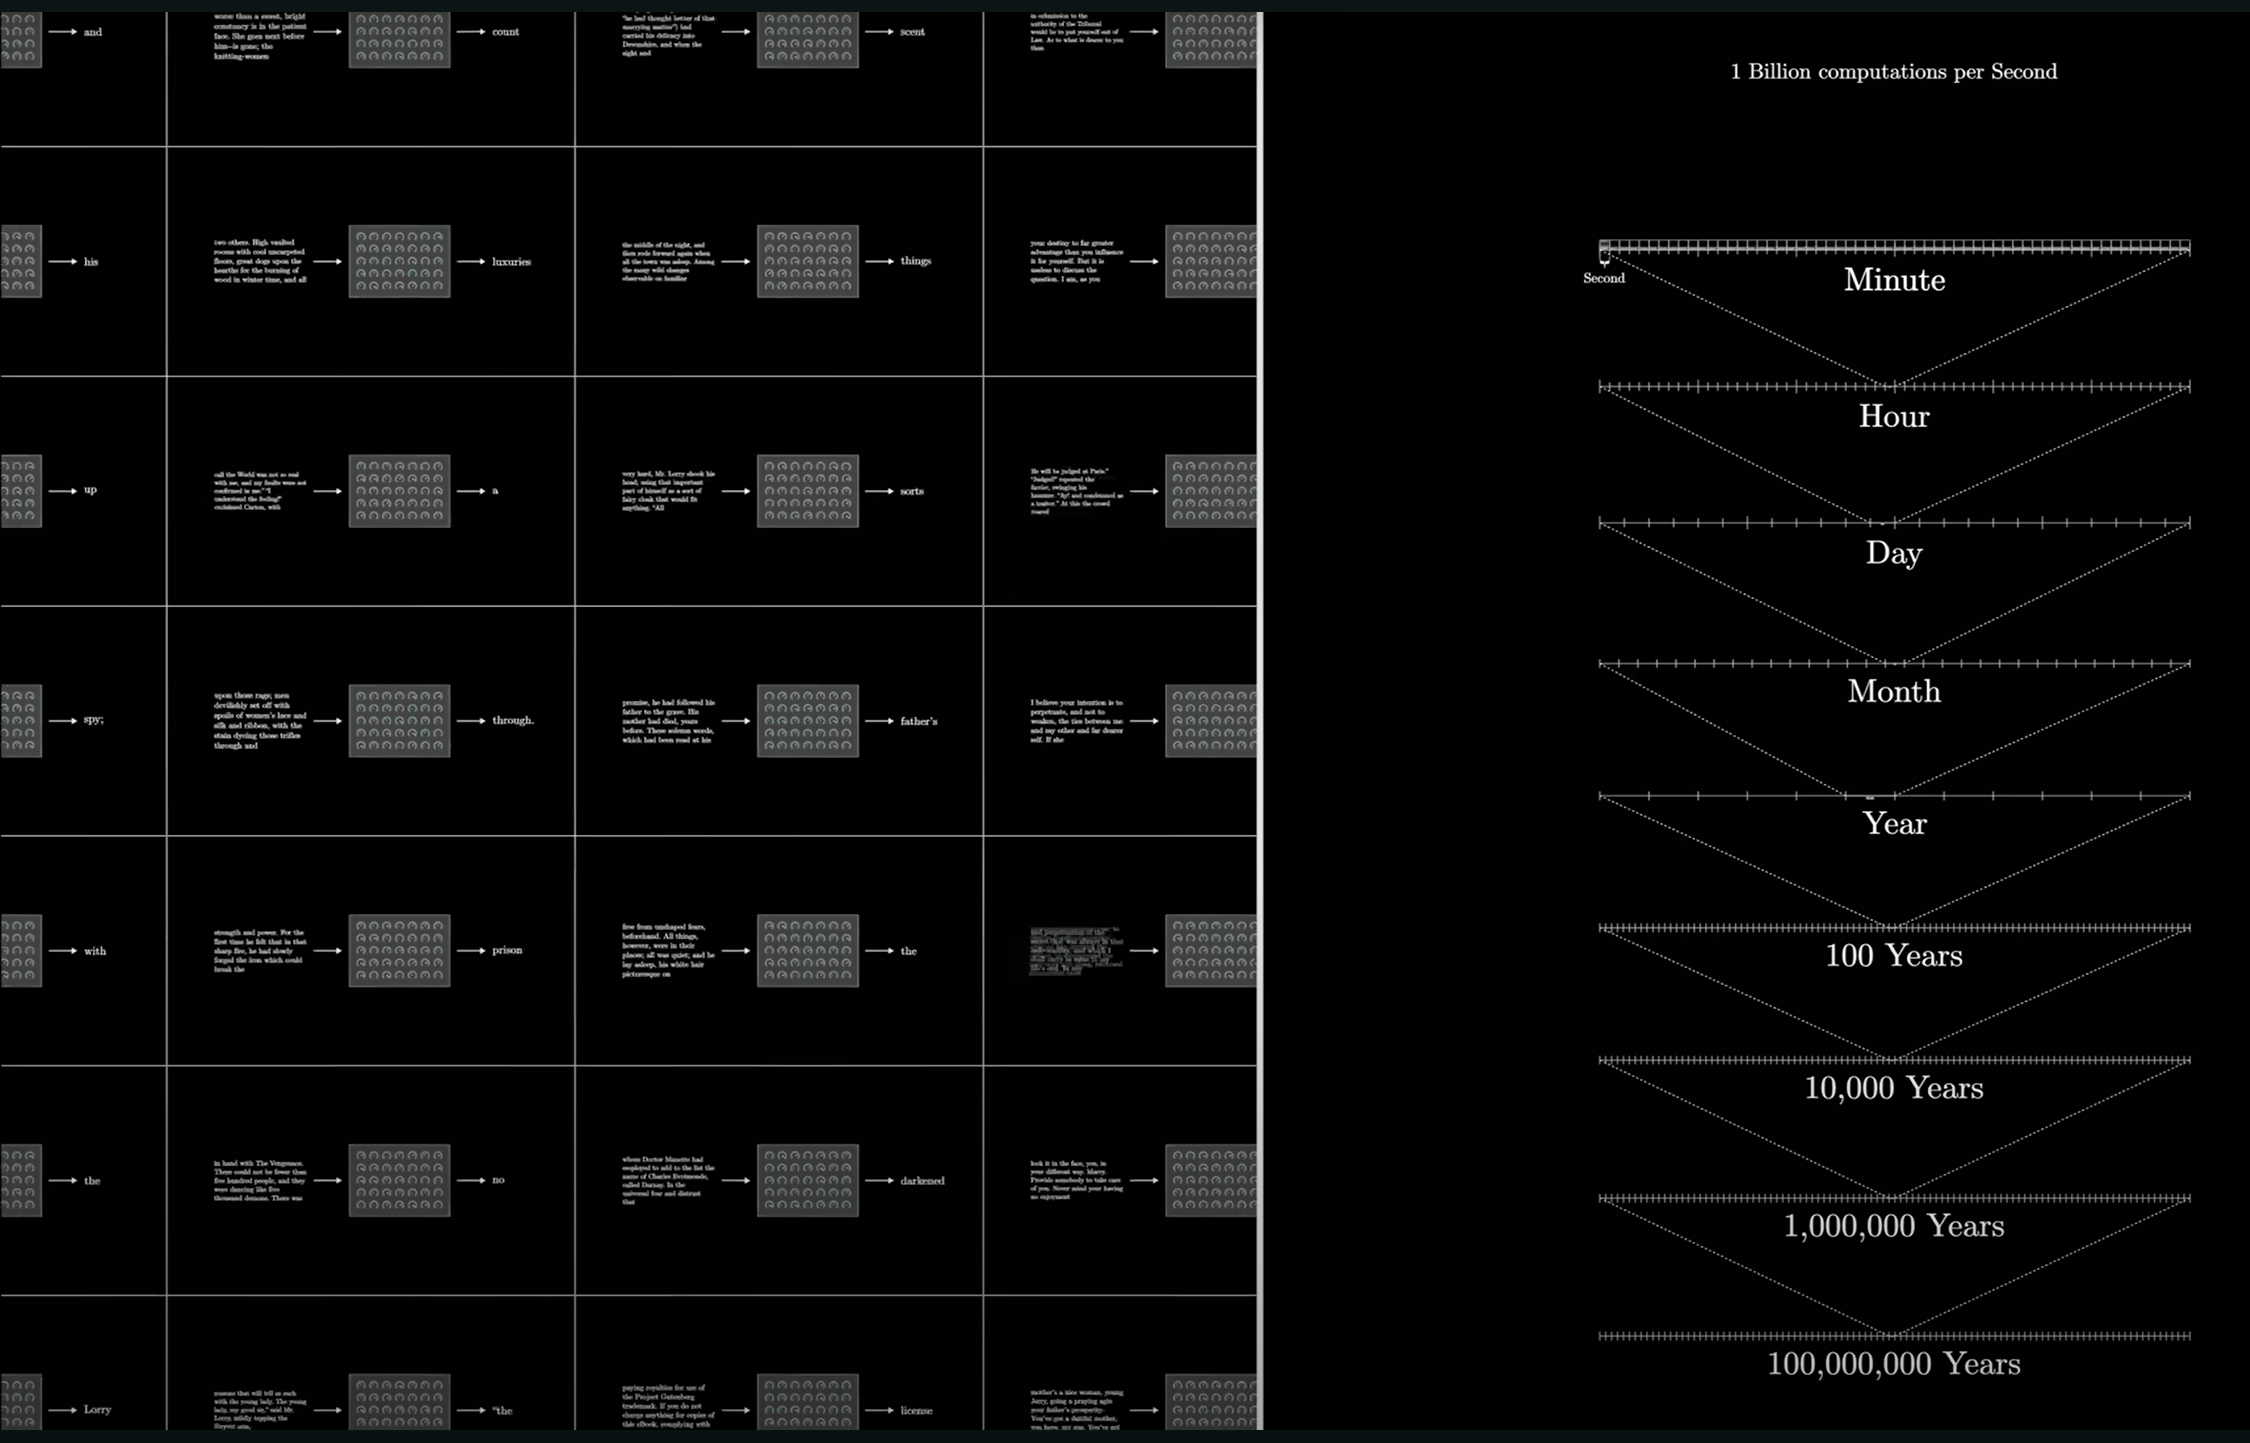 worse than a sweet, bright
constancy is in the patient
face. She goes next before
him—is gone; the
knitting-women
"he had thought better of that
marrying matter") had
carried his delicacy into
Devonshire, and when the
sight and
in submission to the
authority of the Tribunal
would be to put yourself out of
Law. As to what is dearer to you
than
and
count
scent
two others. High vaulted
rooms with cool uncarpeted
floors, great dogs upon the
hearths for the burning of
wood in winter time, and all
the middle of the night, and
then rode forward again when
all the town was asleep. Among
the many wild changes
observable on familiar
your destiny to far greater
advantage than you influence
it for yourself. But it is
useless to discuss the
question. I am, as you
his
luxuries
things
call the World was not so real
with me, and my faults were not
confirmed in me." "I
understand the feeling!"
exclaimed Carton, with
very hard, Mr. Lorry shook his
head; using that important
part of himself as a sort of
fairy cloak that would fit
anything. "All
He will be judged at Paris."
"Judged!" repeated the
farrier, swinging his
hammer. "Ay! and condemned as
a traitor." At this the crowd
roared
up
a
sorts
upon those rags; men
devilishly set off with
spoils of women's lace and
silk and ribbon, with the
stain dyeing those trifles
through and
promise, he had followed his
father to the grave. His
mother had died, years
before. These solemn words,
which had been read at his
I believe your intention is to
perpetuate, and not to
weaken, the ties between me
and my other and far dearer
self. If she
spy;
through.
father's
strength and power. For the
first time he felt that in that
sharp fire, he had slowly
forged the iron which could
break the
free from unshaped fears,
beforehand. All things,
however, were in their
places; all was quiet; and he
lay asleep, his white hair
picturesque on
with
prison
the
in hand with The Vengeance.
There could not be fewer than
five hundred people, and they
were dancing like five
thousand demons. There was
whom Doctor Manette had
employed to add to the list the
name of Charles Evrémonde,
called Darnay. In the
universal fear and distrust
that
look it in the face, you, in
your different way. Marry.
Provide somebody to take care
of you. Never mind your having
no enjoyment
the
no
darkened
reasons that will tell as such
with the young lady. The young
lady, my good sir," said Mr.
Lorry, mildly tapping the
Stryver arm,
paying royalties for use of
the Project Gutenberg
trademark. If you do not
charge anything for copies of
this eBook, complying with
mother's a nice woman, young
Jerry, going a praying agin
your father's prosperity.
You've got a dutiful mother,
you have, my son. You've got
Lorry
"the
license
1 Billion computations per Second
Second
Minute
Hour
Day
Month
Year
100 Years
10,000 Years
1,000,000 Years
100,000,000 Years